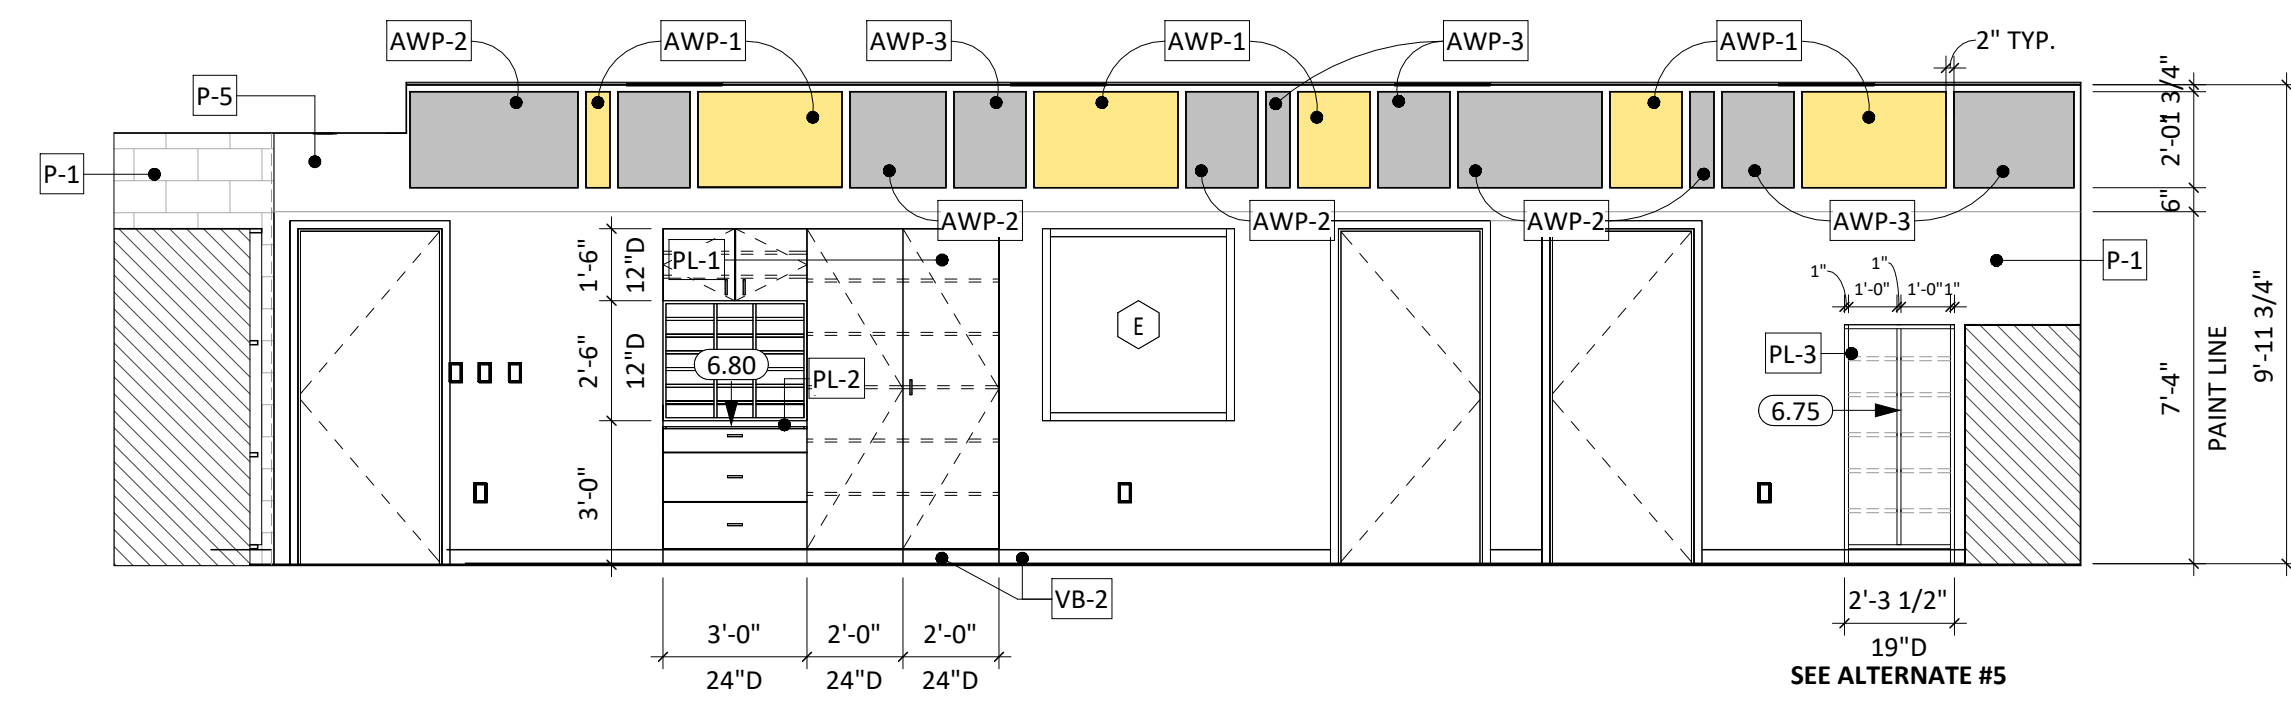 AWP-2
AWP-1
AWP-3
AWP-1
AWP-3
AWP-1
2" TYP.
P-5
P-1
1 3/4"
2'-0"
6"
AWP-2
AWP-2
AWP-2
AWP-3
1'-6"
12"D
PL-1
P-1
E
1"
1'-0"
1"
1'-0"
1"
2'-6"
12"D
6.80
PL-2
PL-3
6.75
7'-4"
PAINT LINE
9'-11 3/4"
3'-0"
VB-2
3'-0"
2'-0"
2'-0"
24"D
24"D
24"D
2'-3 1/2"
19"D
SEE ALTERNATE #5